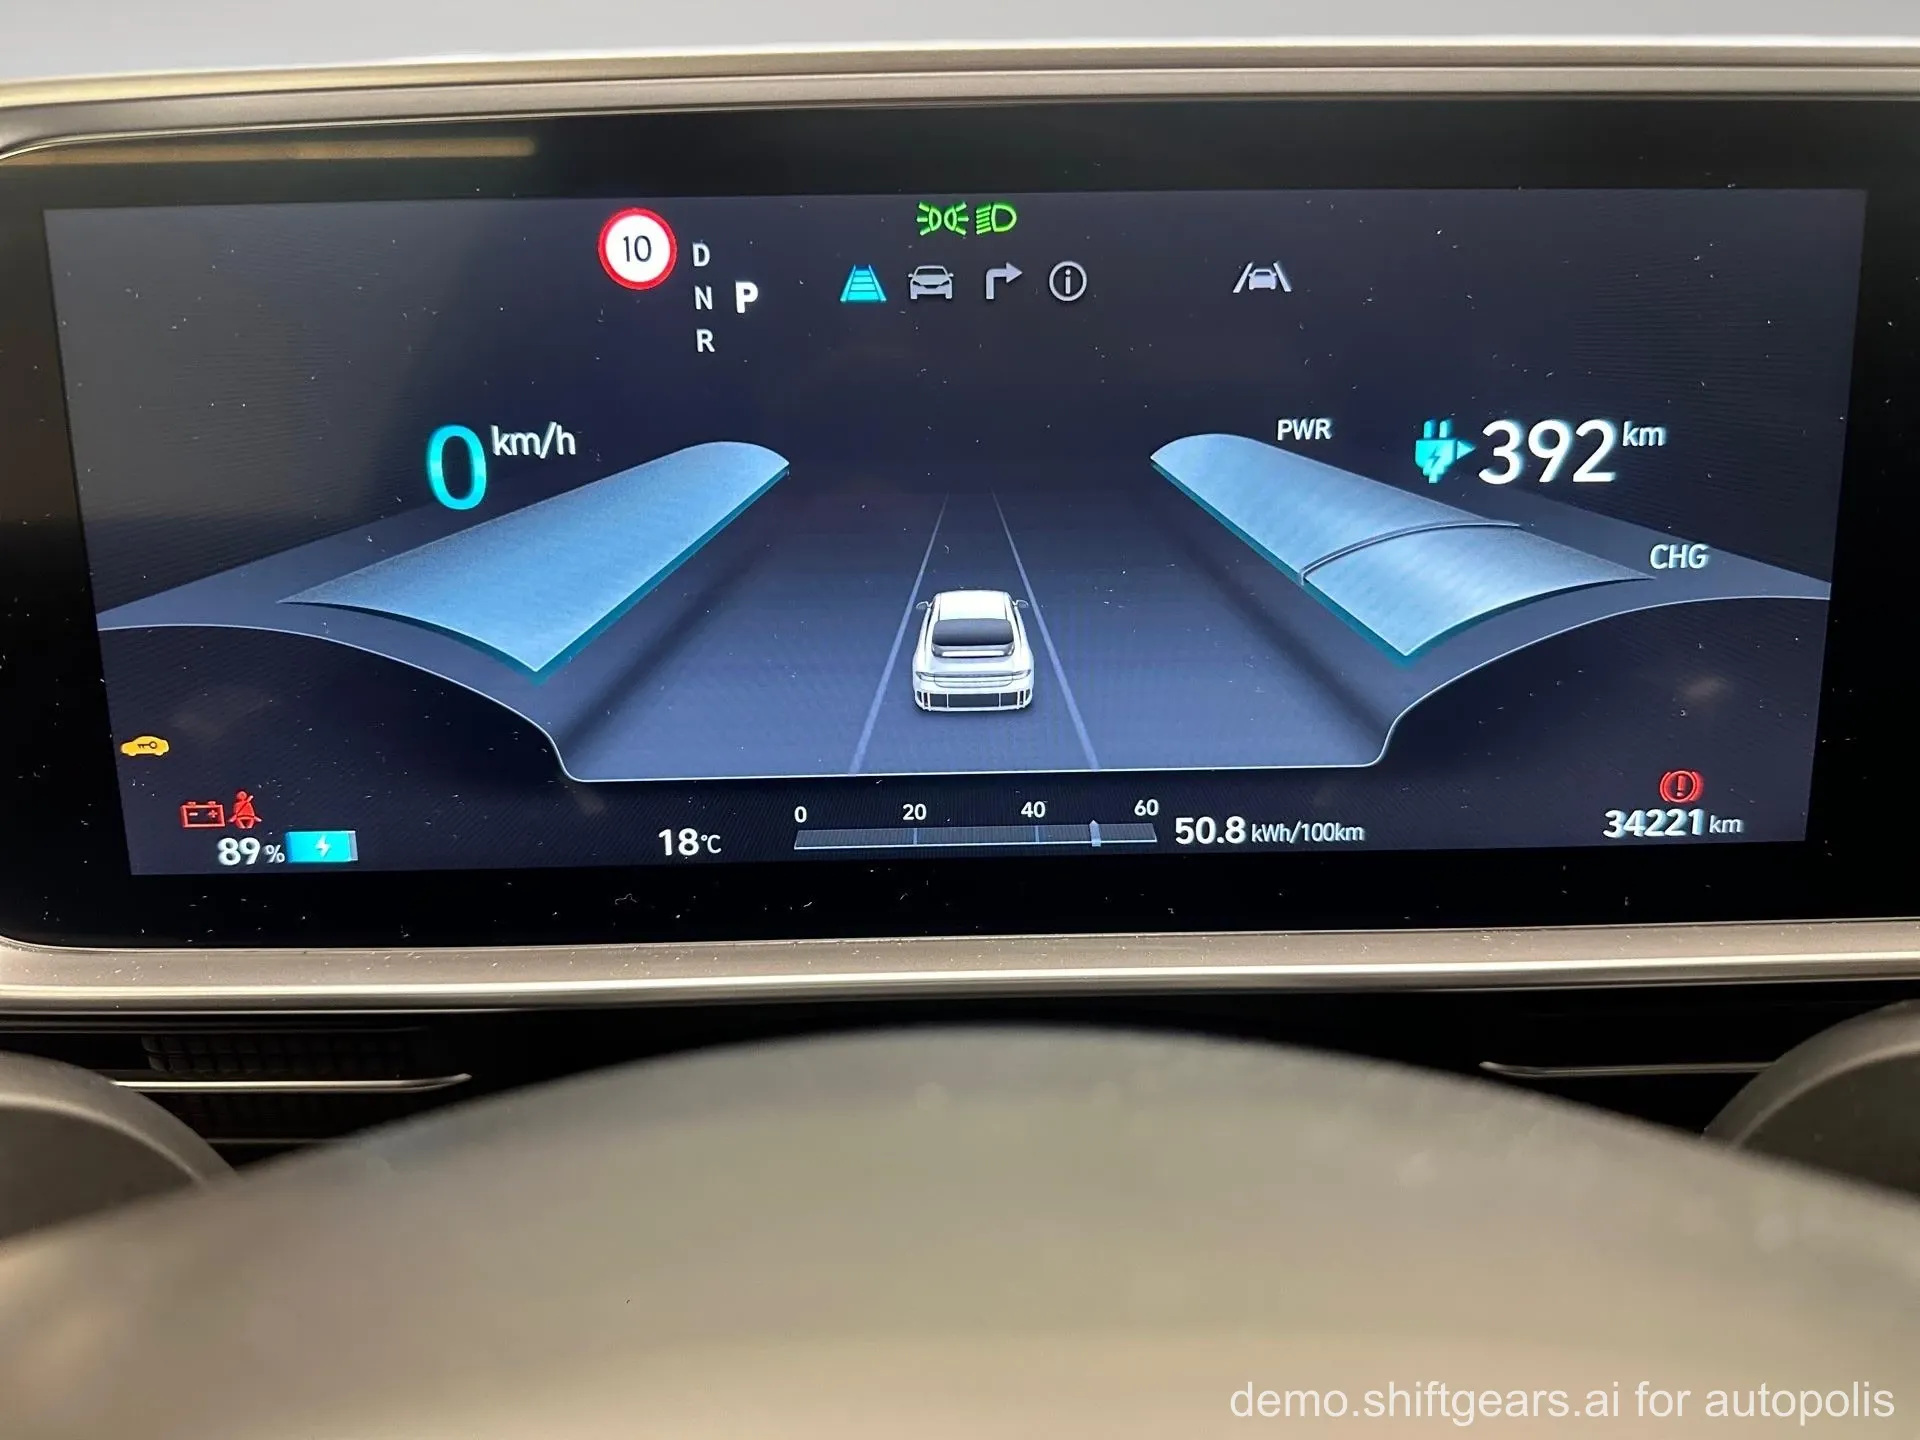 10
D
N P
R
0 km/h
PWR
392 km
CHG
0 20 40 60
89%
18°C
50.8 kWh/100km
34221 km
demo.shiftgears.ai for autopolis